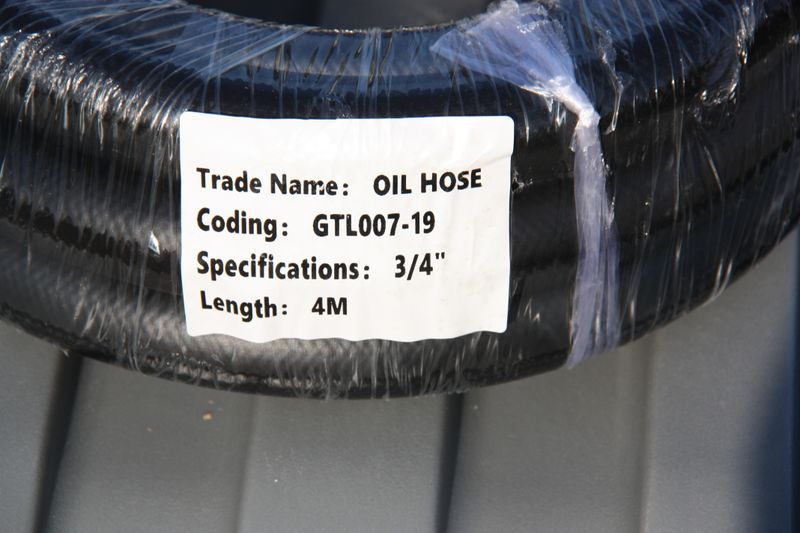 Trade Name: OIL HOSE
Coding: GTL007-19
Specifications: 3/4"
Length: 4M